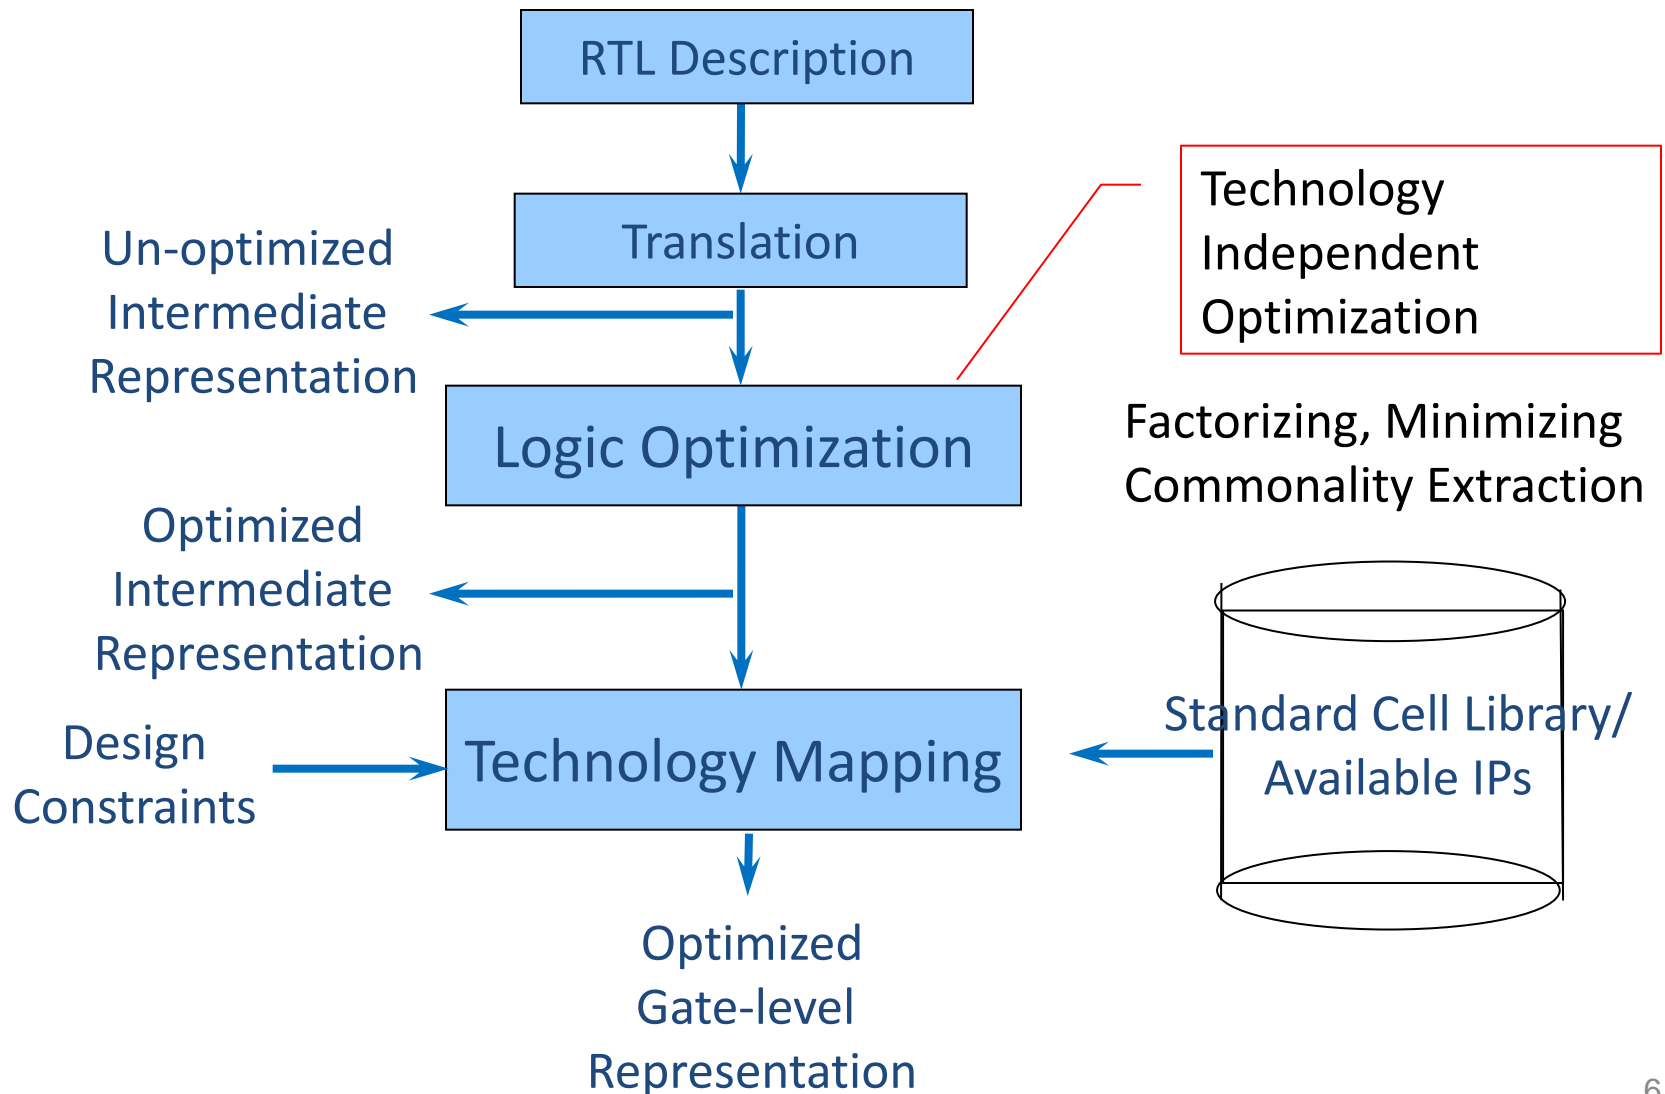 RTL Description
Translation
Un-optimized
Intermediate
Representation
Technology
Independent
Optimization
Logic Optimization
Factorizing, Minimizing
Commonality Extraction
Optimized
Intermediate
Representation
Design
Constraints
Technology Mapping
Standard Cell Library/
Available IPs
Optimized
Gate-level
Representation
6